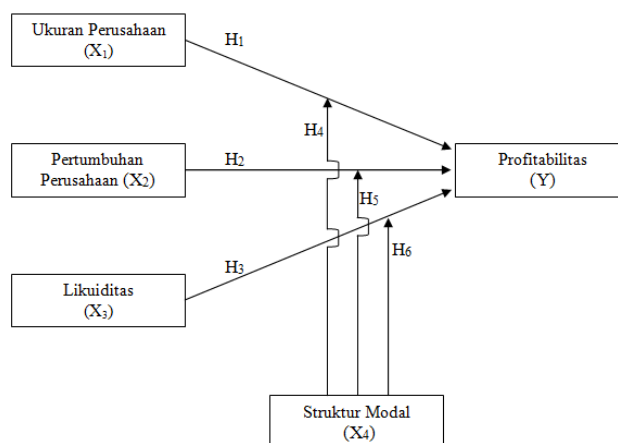 Ukuran Perusahaan
(X₁)
H₁
H₄
Pertumbuhan
Perusahaan (X₂)
H₂
Profitabilitas
(Y)
H₅
H₆
H₃
Likuiditas
(X₃)
Struktur Modal
(X₄)